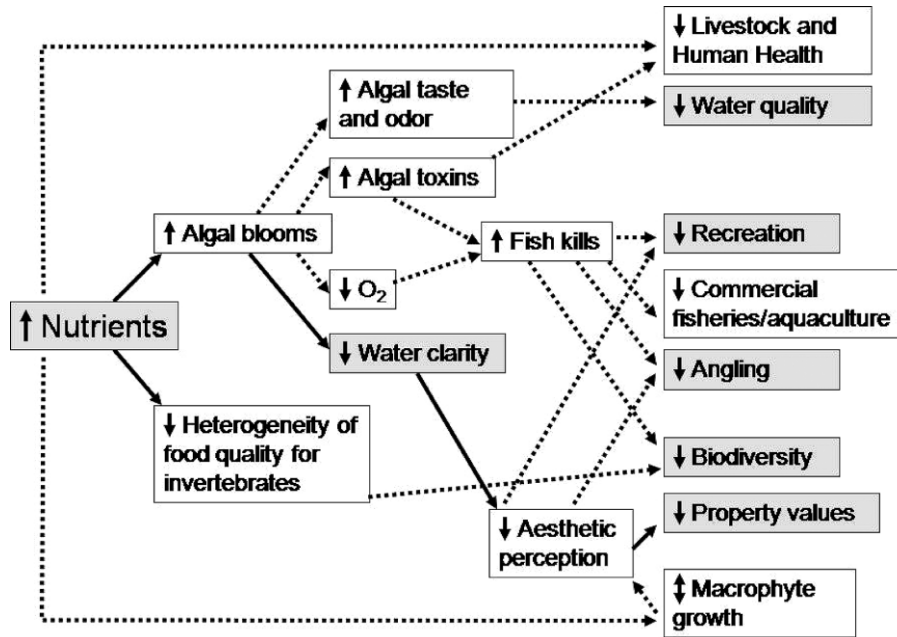 ↓ Livestock and
Human Health
↑ Algal taste
and odor
↓ Water quality
↑ Algal toxins
↑ Algal blooms
↑ Fish kills
↓ Recreation
↓ O₂
↓ Commercial
fisheries/aquaculture
↑ Nutrients
↓ Water clarity
↓ Angling
↓ Heterogeneity of
food quality for
invertebrates
↓ Biodiversity
↓ Aesthetic
perception
↓ Property values
↕ Macrophyte
growth